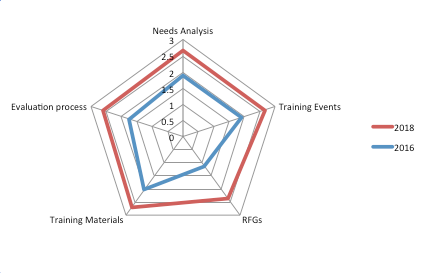 Needs Analysis
3
2.5
2
1.5
1
0.5
0
Evaluation process
Training Events
2018
2016
Training Materials
RFGs